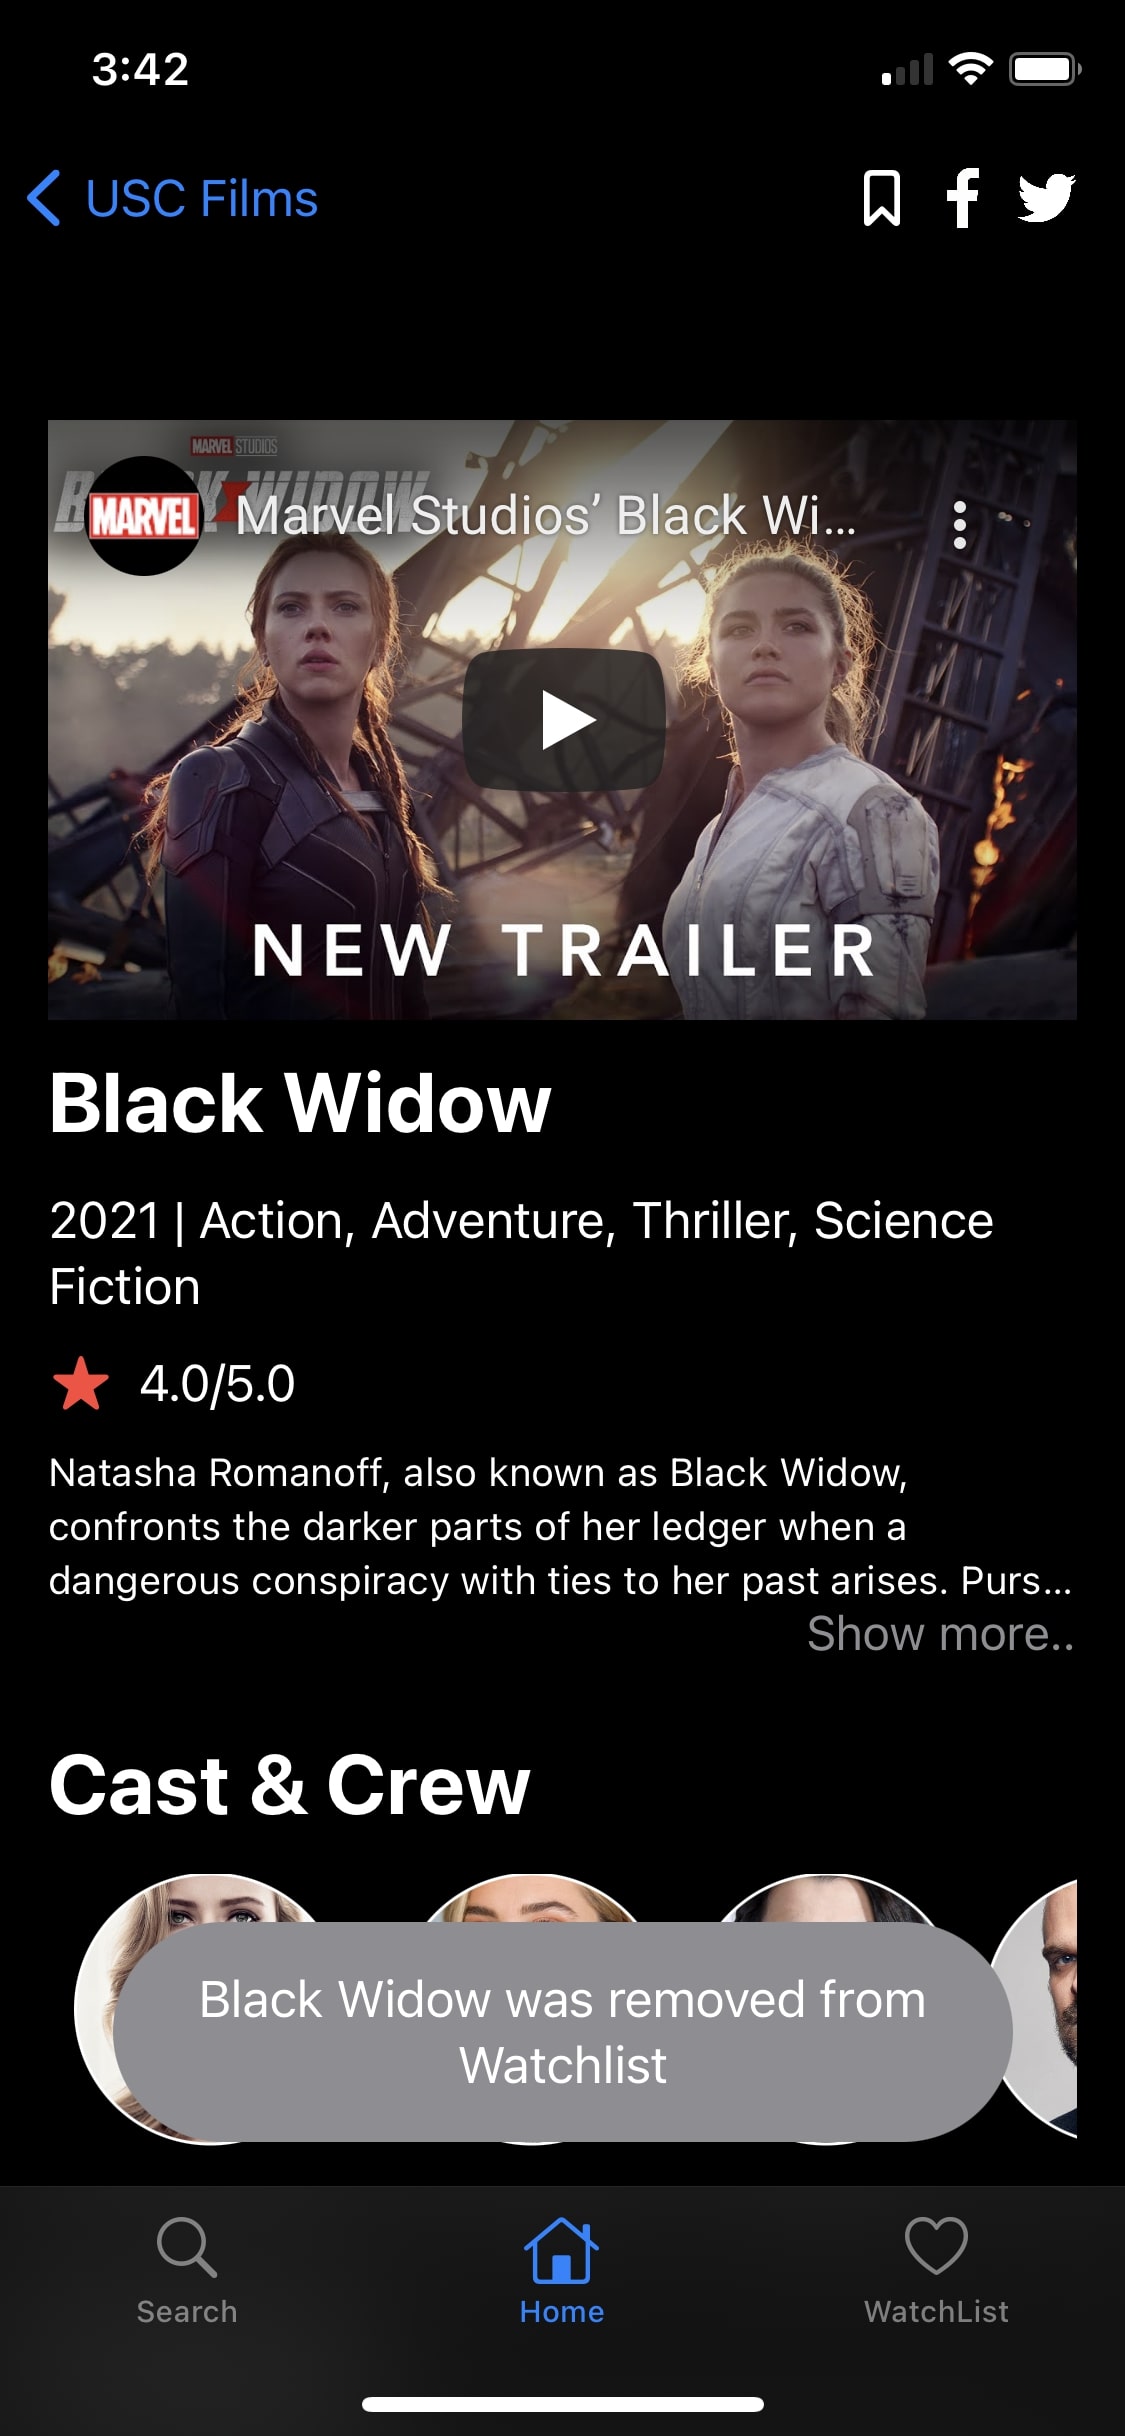 3:42
USC Films
MARVEL STUDIOS
BLACK WIDOW
MARVEL
Marvel Studios’ Black Wi...
NEW TRAILER
Black Widow
2021 | Action, Adventure, Thriller, Science
Fiction
4.0/5.0
Natasha Romanoff, also known as Black Widow,
confronts the darker parts of her ledger when a
dangerous conspiracy with ties to her past arises. Purs...
Show more..
Cast & Crew
Black Widow was removed from
Watchlist
Search
Home
WatchList